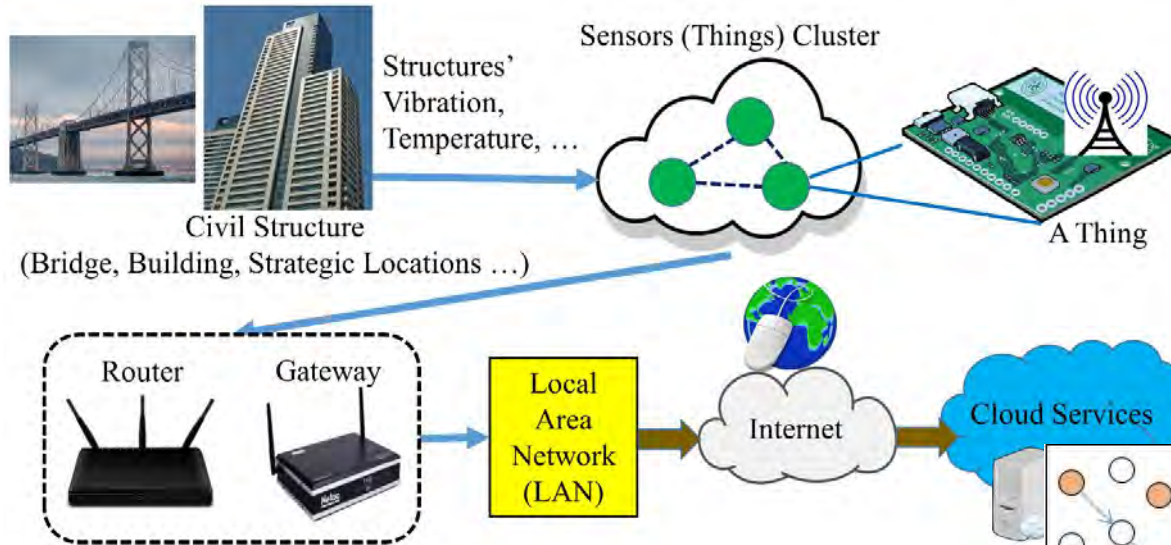 Sensors (Things) Cluster
Structures’
Vibration,
Temperature, …
Civil Structure
(Bridge, Building, Strategic Locations …)
A Thing
Router
Gateway
Local
Area
Network
(LAN)
Internet
Cloud Services